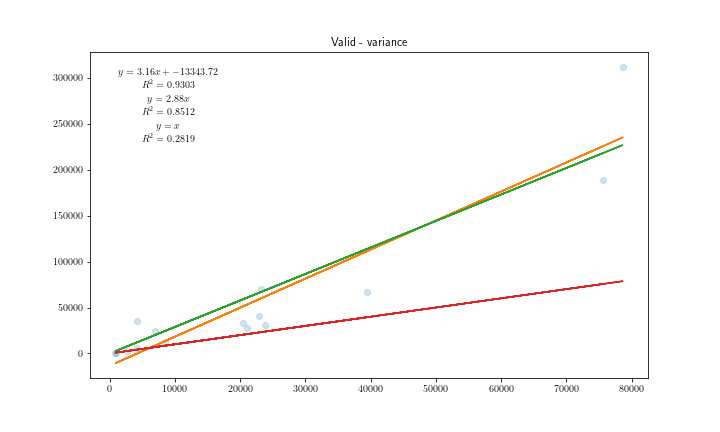 Valid - variance
y = 3.16x + −13343.72
R² = 0.9303
y = 2.88x
R² = 0.8512
y = x
R² = 0.2819
300000
250000
200000
150000
100000
50000
0
0 10000 20000 30000 40000 50000 60000 70000 80000